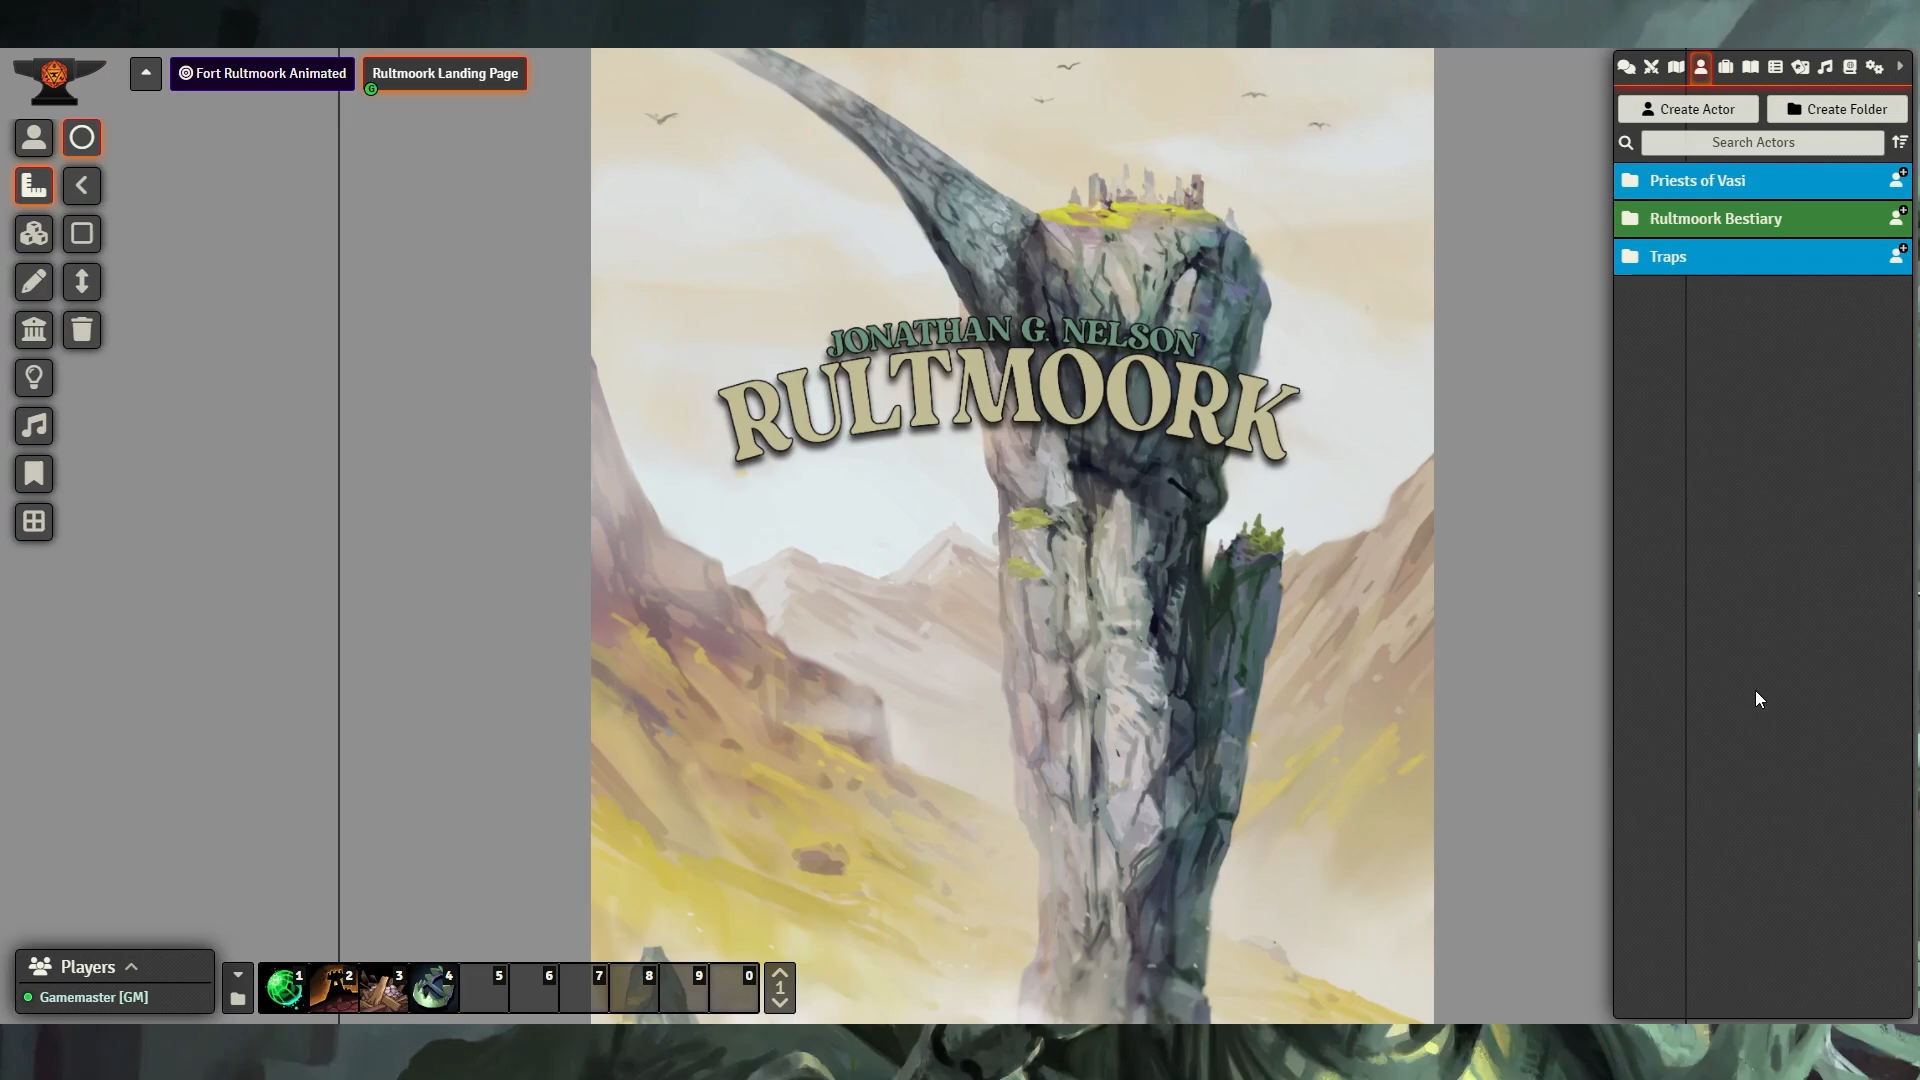 Fort Rultmoork Animated
Rultmoork Landing Page
G
Create Actor
Create Folder
Search Actors
Priests of Vasi
Rultmoork Bestiary
Traps
JONATHAN G. NELSON
RULTMOORK
Players
Gamemaster [GM]
1 2 3 4 5 6 7 8 9 0
1